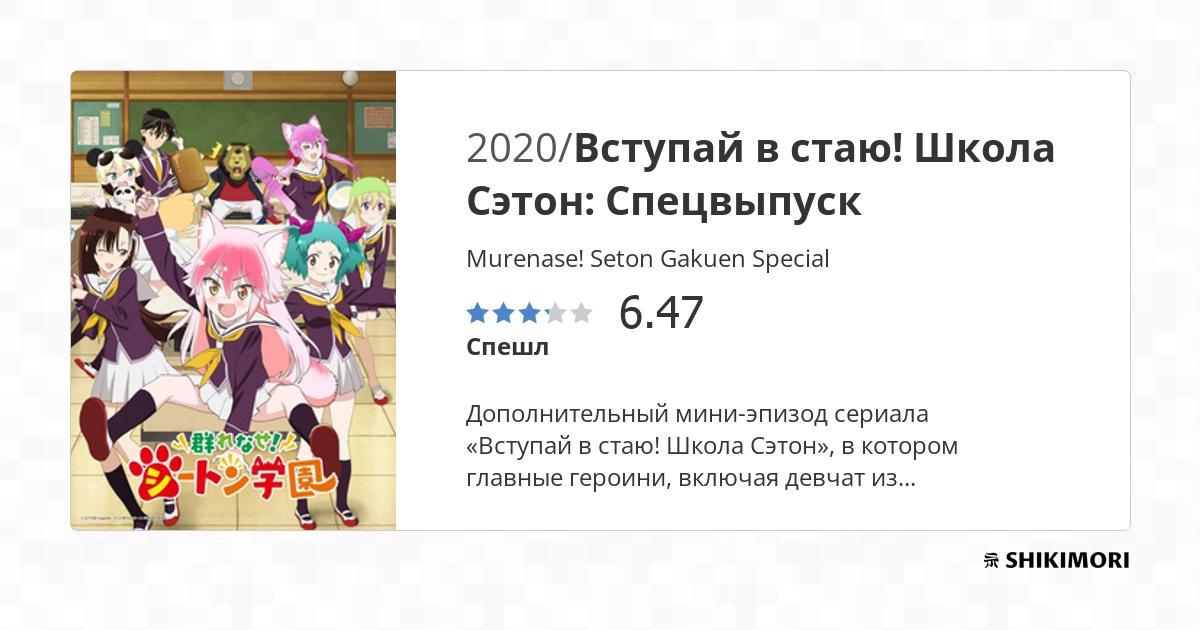 2020/Вступай в стаю! Школа
Сэтон: Спецвыпуск
Murenase! Seton Gakuen Special
6.47
Спешл
Дополнительный мини-эпизод сериала
«Вступай в стаю! Школа Сэтон», в котором
главные героини, включая девчат из...
群れなせ!
シートン学園
SHIKIMORI